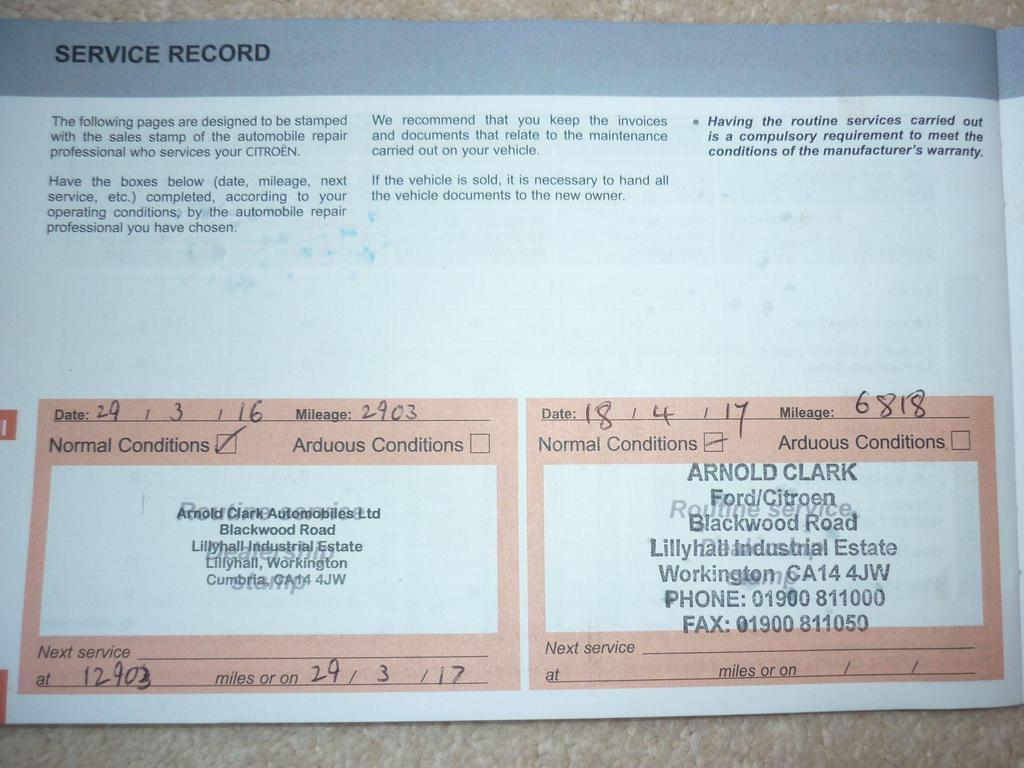 SERVICE RECORD
The following pages are designed to be stamped
with the sales stamp of the automobile repair
professional who services your CITROËN.
Have the boxes below (date, mileage, next
service, etc.) completed, according to your
operating conditions, by the automobile repair
professional you have chosen.
We recommend that you keep the invoices
and documents that relate to the maintenance
carried out on your vehicle.
If the vehicle is sold, it is necessary to hand all
the vehicle documents to the new owner.
• Having the routine services carried out
is a compulsory requirement to meet the
conditions of the manufacturer's warranty.
Date: 29 / 3 / 16 Mileage: 2903
Normal Conditions Arduous Conditions
Routine service
Dealership
stamp
Arnold Clark Automobiles Ltd
Blackwood Road
Lillyhall Industrial Estate
Lillyhall, Workington
Cumbria, CA14 4JW
Next service
at 12903 miles or on 29 / 3 / 17
Date: 18 / 4 / 17 Mileage: 6818
Normal Conditions Arduous Conditions
Routine service
Dealership
stamp
ARNOLD CLARK
Ford/Citroen
Blackwood Road
Lillyhall Industrial Estate
Workington, CA14 4JW
PHONE: 01900 811000
FAX: 01900 811050
Next service
at miles or on / /